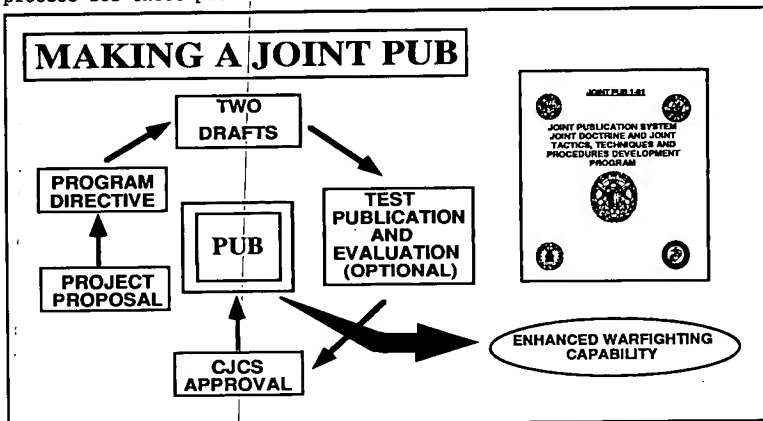 MAKING A JOINT PUB
TWO
DRAFTS
PROGRAM
DIRECTIVE
PROJECT
PROPOSAL
PUB
TEST
PUBLICATION
AND
EVALUATION
(OPTIONAL)
CJCS
APPROVAL
JOINT PUB 1-01
JOINT PUBLICATION SYSTEM
JOINT DOCTRINE AND JOINT
TACTICS, TECHNIQUES AND
PROCEDURES DEVELOPMENT
PROGRAM
ENHANCED WARFIGHTING
CAPABILITY